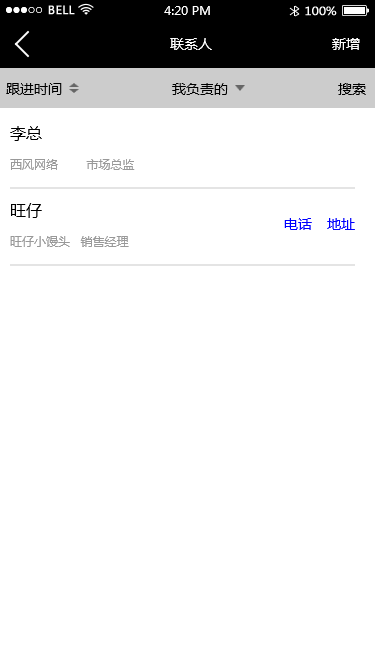 BELL 4:20 PM 100%
联系人 新增
跟进时间 我负责的 搜索
李总
西风网络 市场总监
旺仔
电话 地址
旺仔小馒头 销售经理